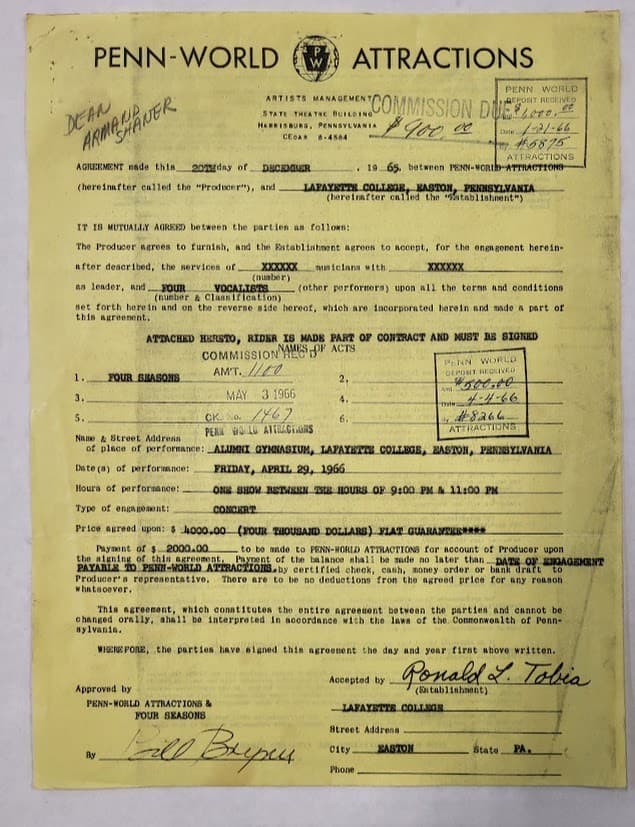 PENN-WORLD PW ATTRACTIONS
DEAN
ARMAND
SHANER
ARTISTS MANAGEMENT
STATE THEATRE BUILDING
HARRISBURG, PENNSYLVANIA
CEDAR 8-4584
COMMISSION DUE
$900.00
PENN WORLD
DEPOSIT RECEIVED
$1,000.00
Date 1-21-66
#5875
ATTRACTIONS
AGREEMENT made this 20TH day of DECEMBER , 19 65, between PENN-WORLD ATTRACTIONS
(hereinafter called the "Producer"), and LAFAYETTE COLLEGE, EASTON, PENNSYLVANIA
(hereinafter called the "Establishment")
IT IS MUTUALLY AGREED between the parties as follows:
The Producer agrees to furnish, and the Establishment agrees to accept, for the engagement herein-
after described, the services of XXXXXX musicians with XXXXXX
(number)
as leader, and FOUR VOCALISTS (other performers) upon all the terms and conditions
(number & Classification)
set forth herein and on the reverse side hereof, which are incorporated herein and made a part of
this agreement.
ATTACHED HERETO, RIDER IS MADE PART OF CONTRACT AND MUST BE SIGNED
NAMES OF ACTS
COMMISSION REC'D
AM'T. 1100
MAY 3 1966
CK. No. 1467
PENN WORLD ATTRACTIONS
PENN WORLD
DEPOSIT RECEIVED
Amt $500.00
Date 4-4-66
#8266
ATTRACTIONS
1. FOUR SEASONS 2.
3. 4.
5. 6.
Name & Street Address
of place of performance: ALUMNI GYMNASIUM, LAFAYETTE COLLEGE, EASTON, PENNSYLVANIA
Date(s) of performance: FRIDAY, APRIL 29, 1966
Hours of performance: ONE SHOW BETWEEN THE HOURS OF 9:00 PM & 11:00 PM
Type of engagement: CONCERT
Price agreed upon: $ 4000.00 (FOUR THOUSAND DOLLARS) FLAT GUARANTEE****
Payment of $ 2000.00 to be made to PENN-WORLD ATTRACTIONS for account of Producer upon
the signing of this agreement. Payment of the balance shall be made no later than DATE OF ENGAGEMENT
PAYABLE TO PENN-WORLD ATTRACTIONS, by certified check, cash, money order or bank draft to
Producer's representative. There are to be no deductions from the agreed price for any reason
whatsoever.
This agreement, which constitutes the entire agreement between the parties and cannot be
changed orally, shall be interpreted in accordance with the laws of the Commonwealth of Penn-
sylvania.
WHEREFORE, the parties have signed this agreement the day and year first above written.
Accepted by Ronald L. Tobia
(Establishment)
Approved by
PENN-WORLD ATTRACTIONS &
FOUR SEASONS
LAFAYETTE COLLEGE
Street Address
By Bill
City EASTON State PA.
Phone